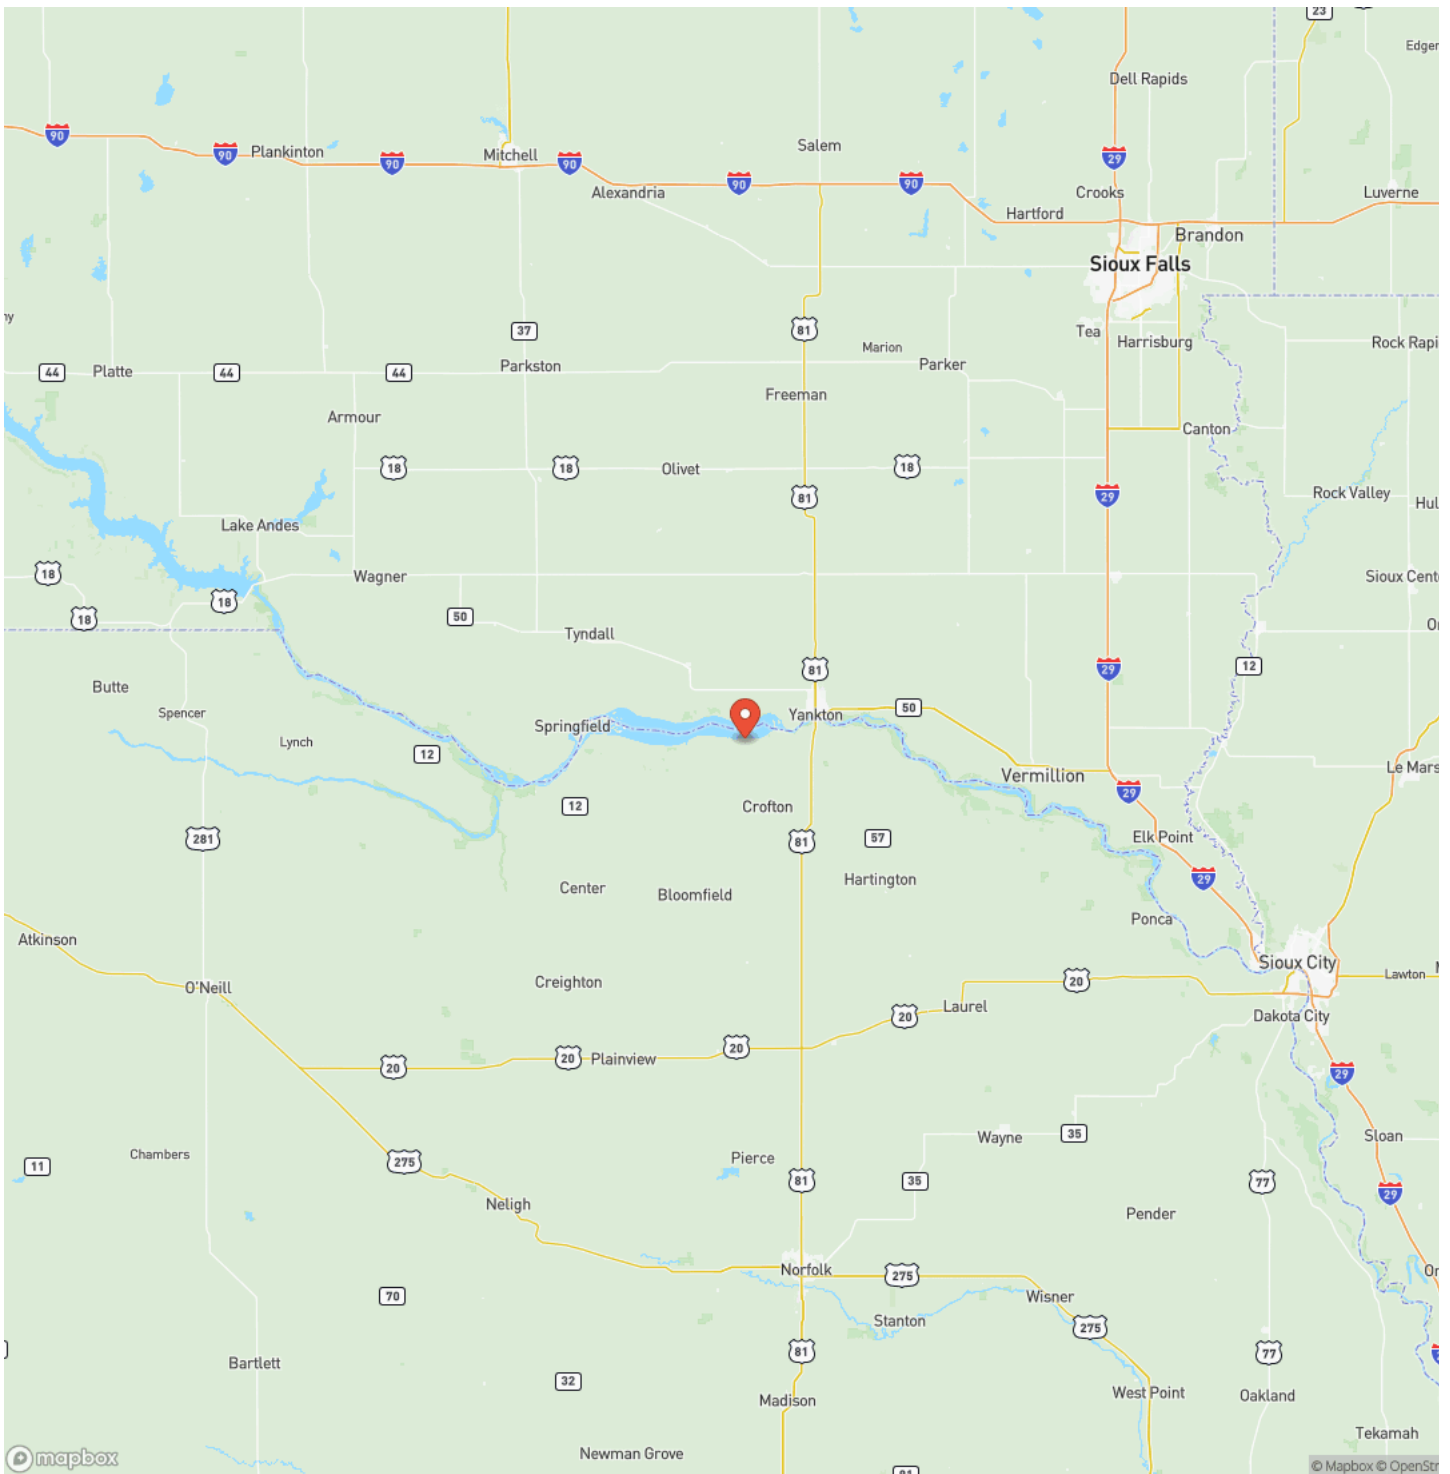 23
Edger
Dell Rapids
90
Plankinton
90
90
Mitchell
90
Alexandria
Salem
90
90
29
Crooks
Hartford
Luverne
Brandon
Sioux Falls
ny
37
81
Tea
Harrisburg
Marion
Rock Rapi
44
Platte
44
44
Parkston
Parker
Freeman
Armour
Canton
18
18
Olivet
18
81
29
Rock Valley
Hul
Lake Andes
18
Wagner
Sioux Cent
18
18
50
Tyndall
O
81
29
12
Butte
Spencer
Springfield
Yankton
50
Lynch
12
Vermillion
Le Mars
29
12
Crofton
281
81
57
Elk Point
Center
Bloomfield
Hartington
29
Ponca
Atkinson
Sioux City
O'Neill
Creighton
20
Lawton
Laurel
20
Dakota City
20
20
Plainview
20
29
Wayne
35
Sloan
11
Chambers
275
Pierce
81
35
77
29
Neligh
Pender
Norfolk
275
On
70
Stanton
Wisner
275
Bartlett
81
77
32
Madison
West Point
Oakland
Newman Grove
Tekamah
mapbox
81
© Mapbox © OpenStr